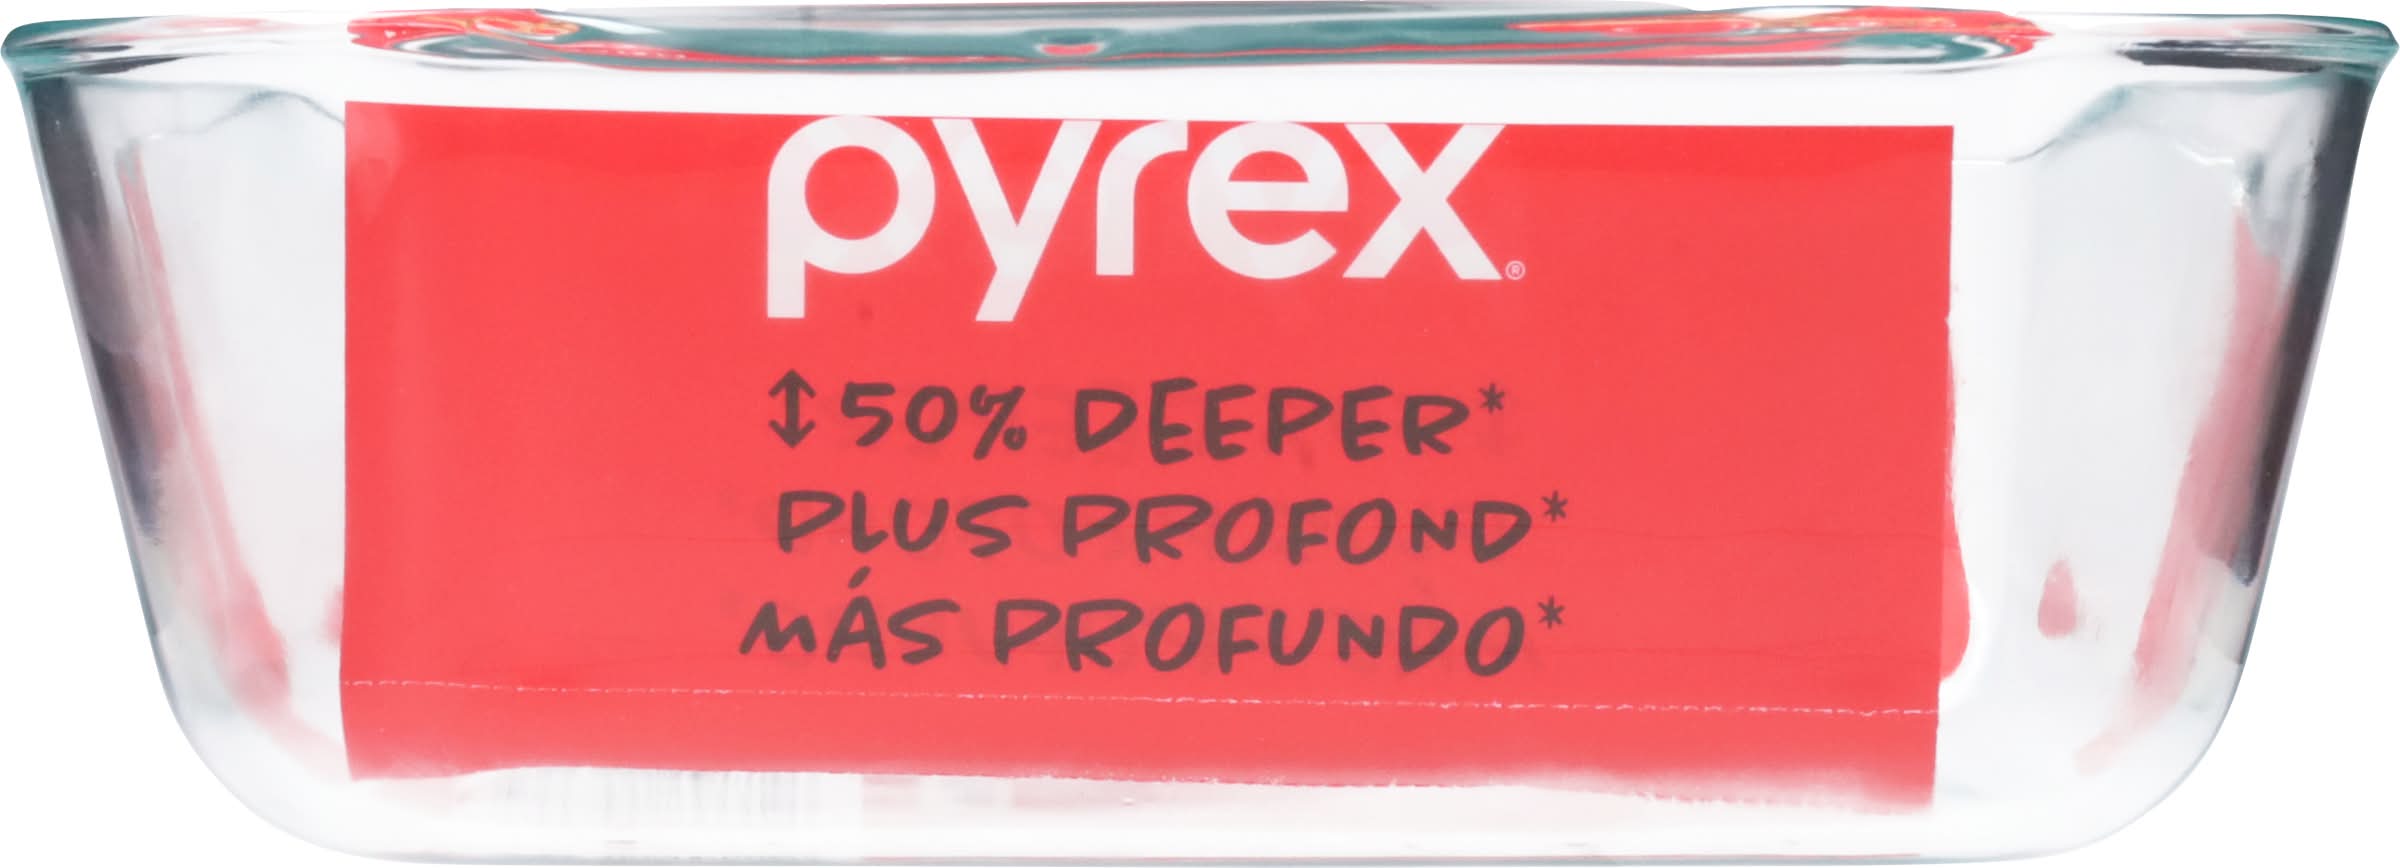 pyrex®
↕50% DEEPER*
PLUS PROFOND*
MÁS PROFUNDO*